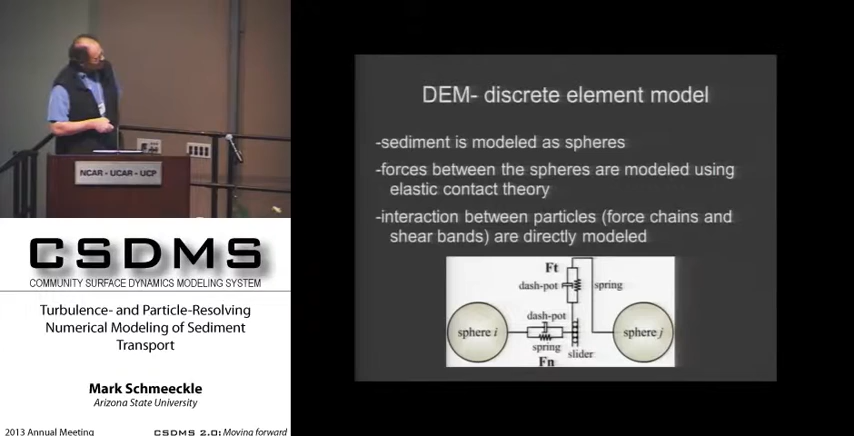 NCAR - UCAR - UCP
CSDMS
COMMUNITY SURFACE DYNAMICS MODELING SYSTEM
Turbulence- and Particle-Resolving
Numerical Modeling of Sediment
Transport
Mark Schmeeckle
Arizona State University
2013 Annual Meeting
CSDMS 2.0: Moving forward
DEM- discrete element model
-sediment is modeled as spheres
-forces between the spheres are modeled using
elastic contact theory
-interaction between particles (force chains and
shear bands) are directly modeled
Ft
dash-pot
spring
sphere i
dash-pot
spring
Fn
slider
sphere j